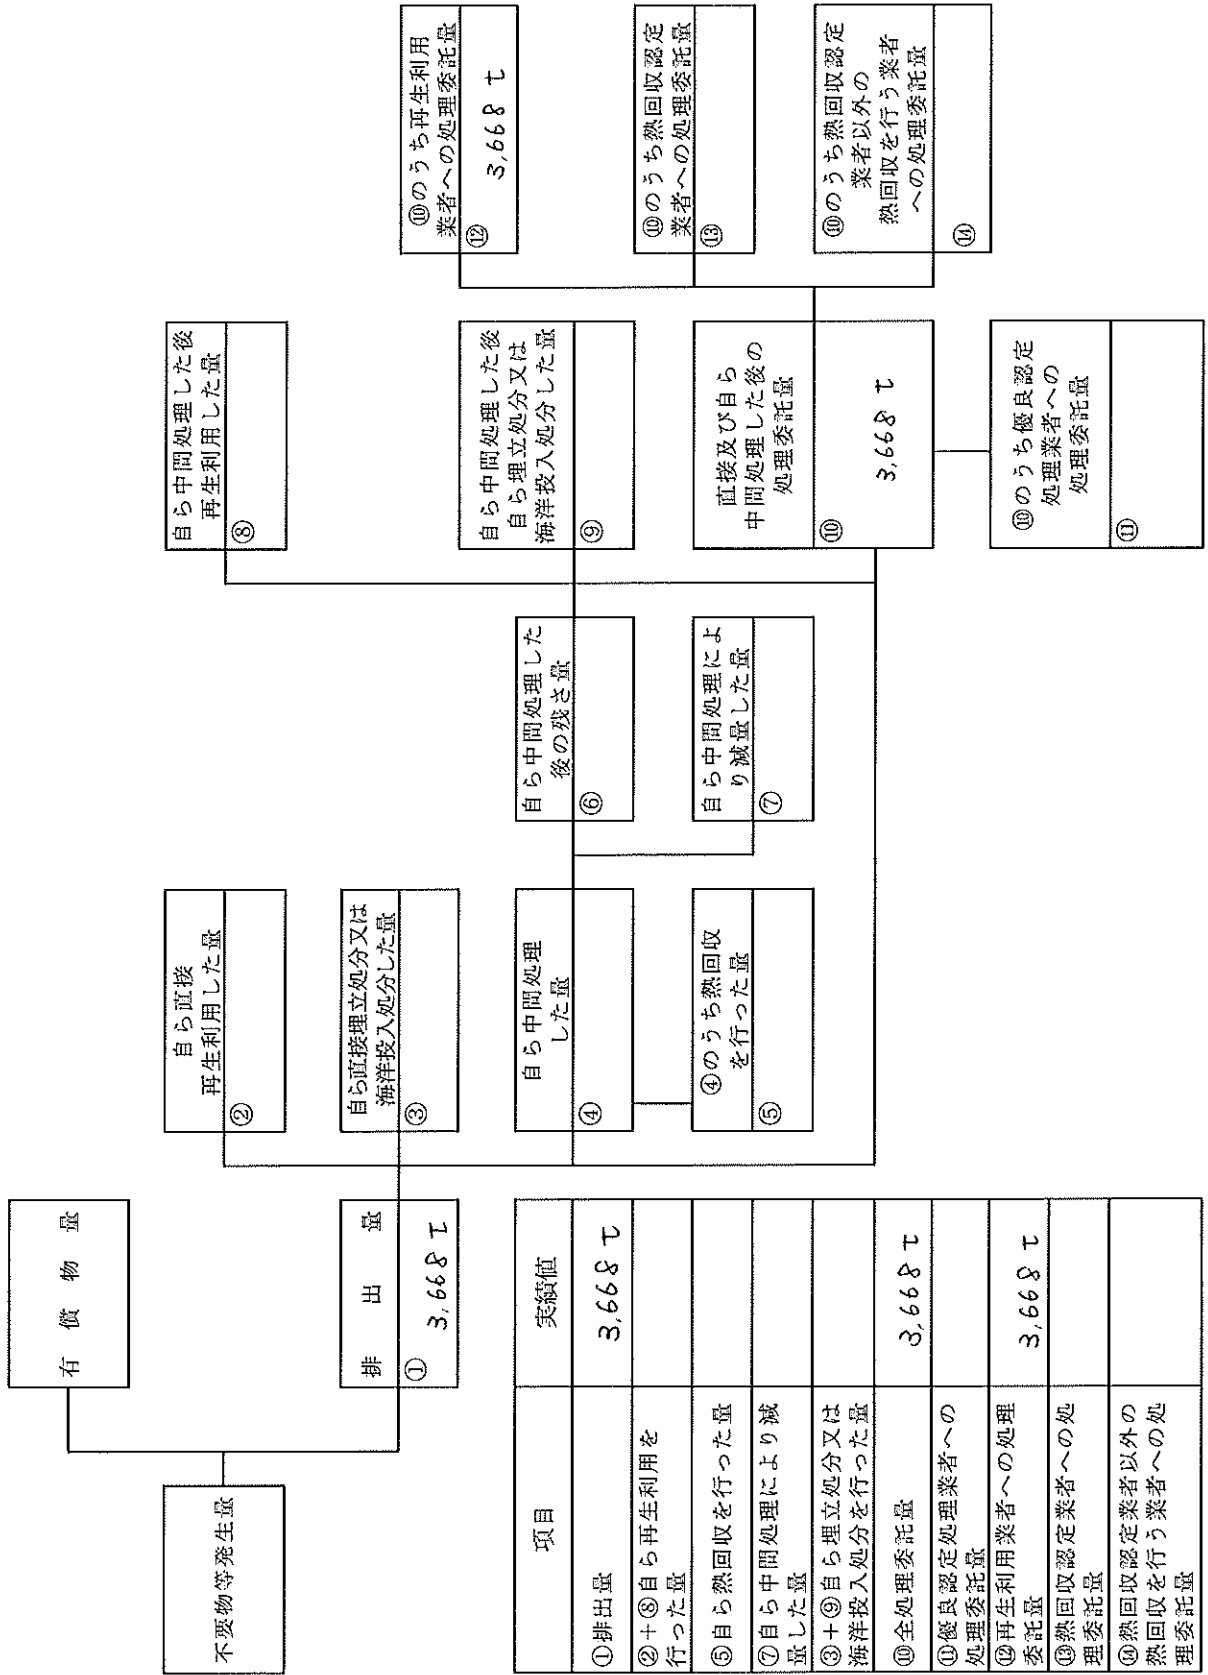 不要物等発生量
有償物量
排出量
①
3,668 t
自ら直接
再生利用した量
②
自ら直接埋立処分又は
海洋投入処分した量
③
自ら中間処理
した量
④
④のうち熱回収
を行った量
⑤
自ら中間処理した
後の残さ量
⑥
自ら中間処理によ
り減量した量
⑦
自ら中間処理した後
再生利用した量
⑧
自ら中間処理した後
自ら埋立処分又は
海洋投入処分した量
⑨
直接及び自ら
中間処理した後の
処理委託量
⑩
3,668 t
⑩のうち優良認定
処理業者への
処理委託量
⑪
⑩のうち再生利用
業者への処理委託量
⑫
3,668 t
⑩のうち熱回収認定
業者への処理委託量
⑬
⑩のうち熱回収認定
業者以外の
熱回収を行う業者
への処理委託量
⑭
項目
実績値
①排出量
3,668 t
②+⑧自ら再生利用を
行った量
⑤自ら熱回収を行った量
⑦自ら中間処理により減
量した量
③+⑨自ら埋立処分又は
海洋投入処分を行った量
⑩全処理委託量
3,668 t
⑪優良認定処理業者への
処理委託量
⑫再生利用業者への処理
委託量
3,668 t
⑬熱回収認定業者への処
理委託量
⑭熱回収認定業者以外の
熱回収を行う業者への処
理委託量